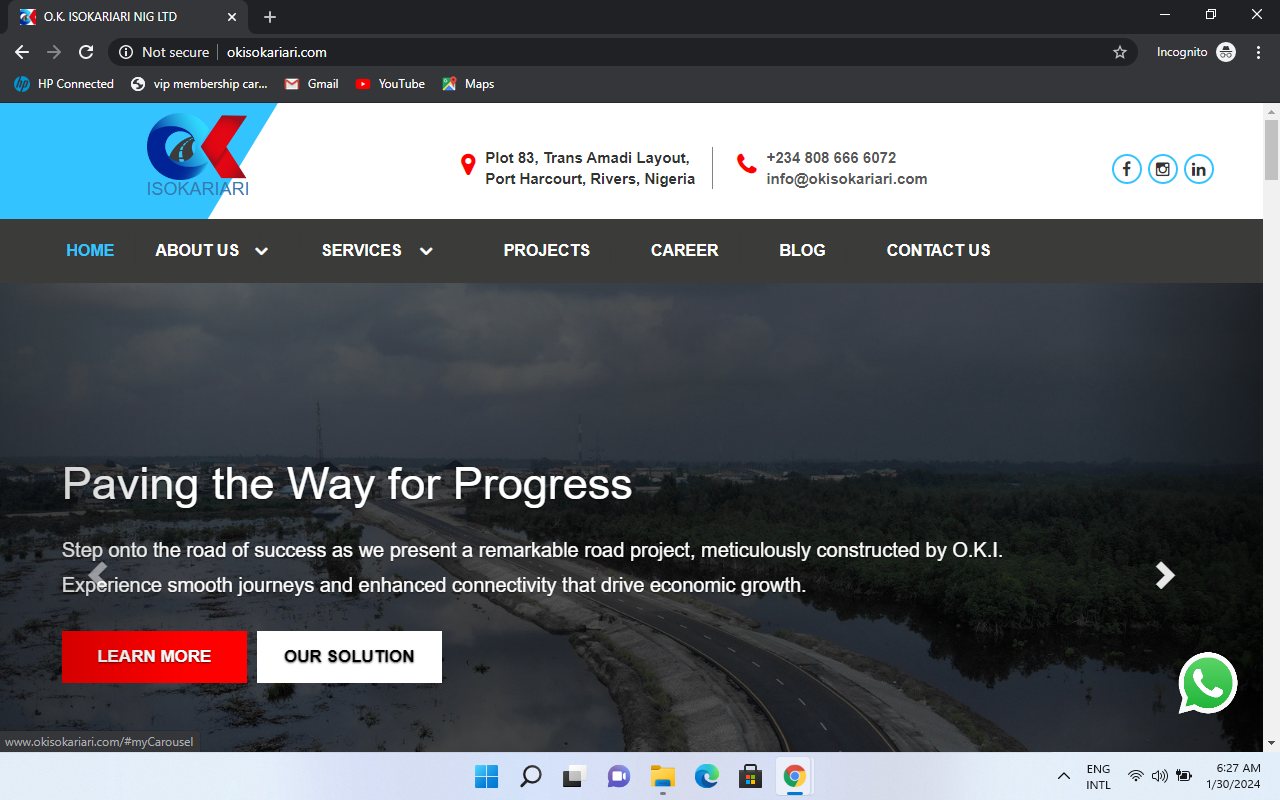 O.K. ISOKARIARI NIG LTD
Not secure
okisokariari.com
Incognito
HP Connected
vip membership car...
Gmail
YouTube
Maps
OK
ISOKARIARI
Plot 83, Trans Amadi Layout,
Port Harcourt, Rivers, Nigeria
+234 808 666 6072
info@okisokariari.com
HOME
ABOUT US
SERVICES
PROJECTS
CAREER
BLOG
CONTACT US
Paving the Way for Progress
Step onto the road of success as we present a remarkable road project, meticulously constructed by O.K.I.
Experience smooth journeys and enhanced connectivity that drive economic growth.
LEARN MORE
OUR SOLUTION
www.okisokariari.com/#myCarousel
ENG
INTL
6:27 AM
1/30/2024